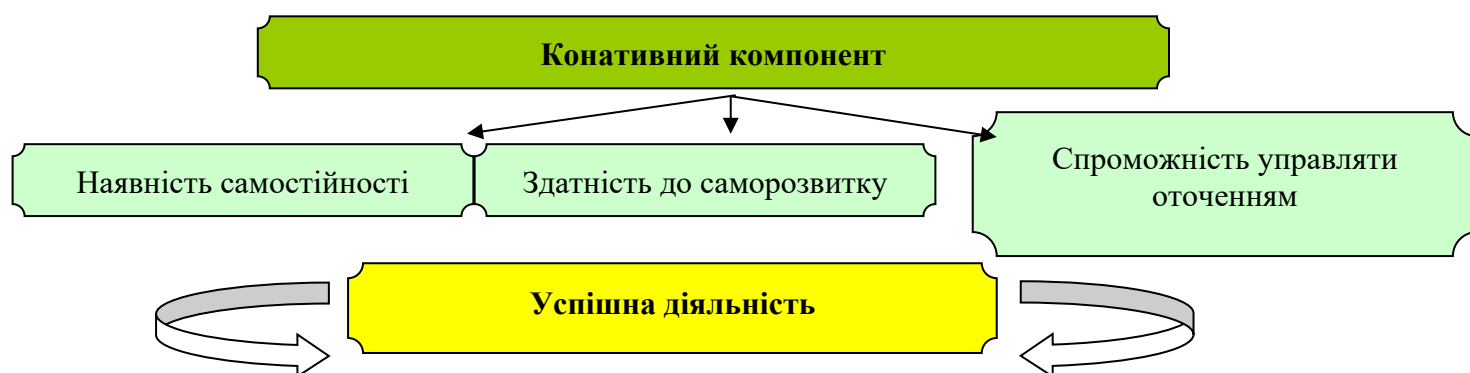 Конативний компонент
Наявність самостійності
Здатність до саморозвитку
Спроможність управляти
оточенням
Успішна діяльність